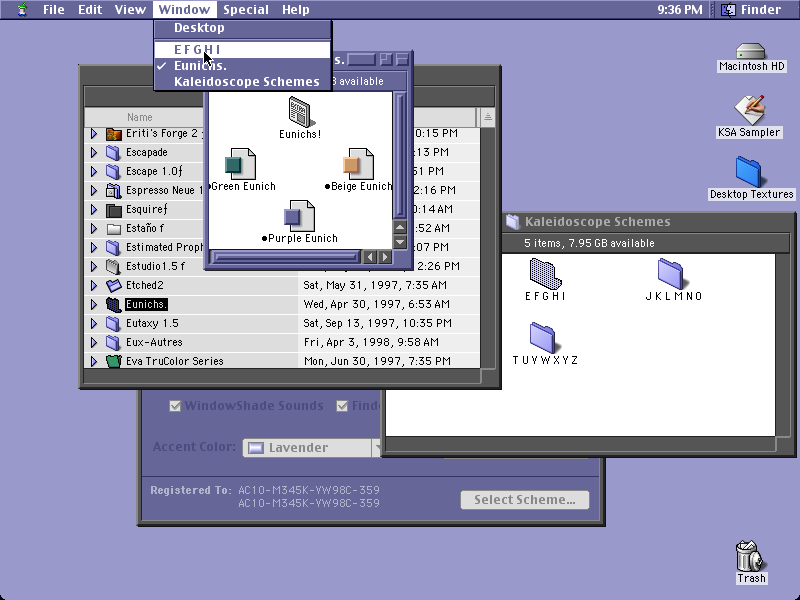 File Edit View Window Special Help 9:36 PM Finder
Desktop
E F G H I
✓ Eunichs.
Kaleidoscope Schemes
s.
B available
Eunichs!
●Green Eunich
●Beige Eunich
●Purple Eunich
Name
Eriti's Forge 2 0:15 PM
Escapade :13 PM
Escape 1.0ƒ 51 PM
Espresso Neue 1 2:16 PM
Esquireƒ 0:14 AM
Estaño ƒ :52 AM
Estimated Proph :07 PM
Estudio1.5 ƒ 2:26 PM
Etched2 Sat, May 31, 1997, 7:35 AM
Eunichs. Wed, Apr 30, 1997, 6:53 AM
Eutaxy 1.5 Sat, Sep 13, 1997, 10:35 PM
Eux-Autres Fri, Apr 3, 1998, 9:58 AM
Eva TruColor Series Mon, Jun 30, 1997, 7:35 PM
Kaleidoscope Schemes
5 items, 7.95 GB available
E F G H I
J K L M N O
T U V W X Y Z
WindowShade Sounds Find
Accent Color: Lavender
Registered To: AC10-M345K-YW98C-359
AC10-M345K-YW98C-359
Select Scheme...
Macintosh HD
KSA Sampler
Desktop Textures
Trash